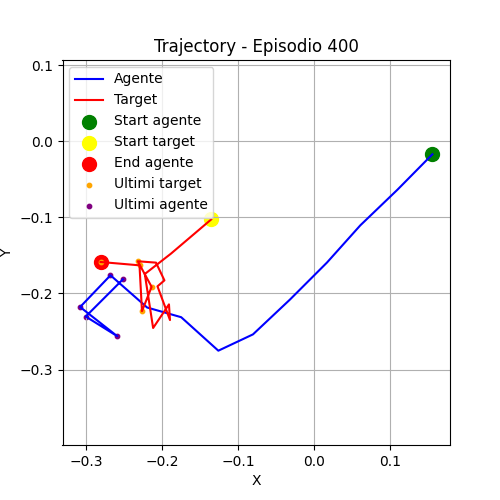 Trajectory - Episodio 400
0.1
0.0
−0.1
−0.2
−0.3
Y
Agente
Target
Start agente
Start target
End agente
Ultimi target
Ultimi agente
−0.3
−0.2
−0.1
0.0
0.1
X